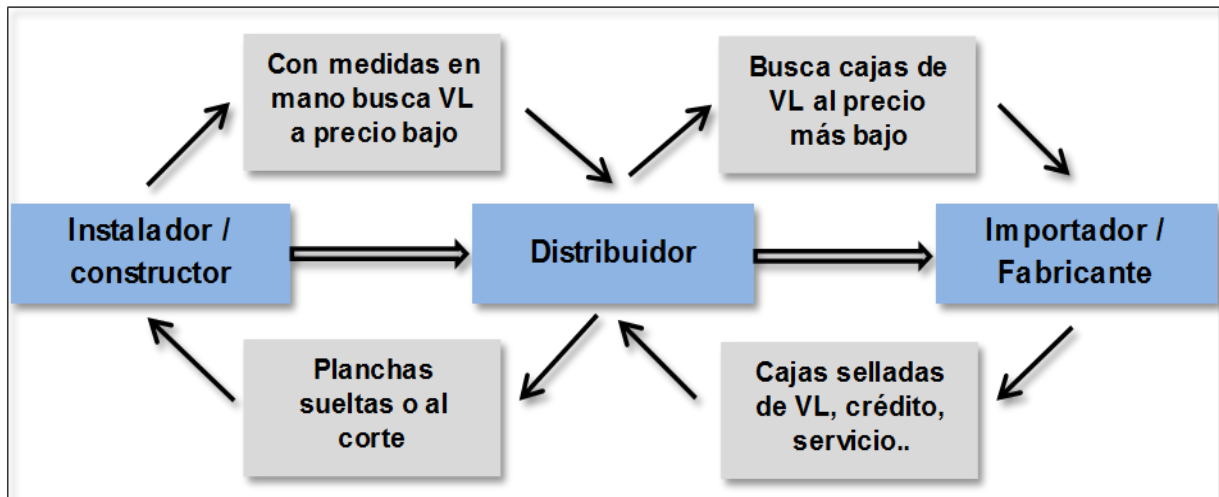 Con medidas en
mano busca VL
a precio bajo
Busca cajas de
VL al precio
más bajo
Instalador /
constructor
Distribuidor
Importador /
Fabricante
Planchas
sueltas o al
corte
Cajas selladas
de VL, crédito,
servicio..